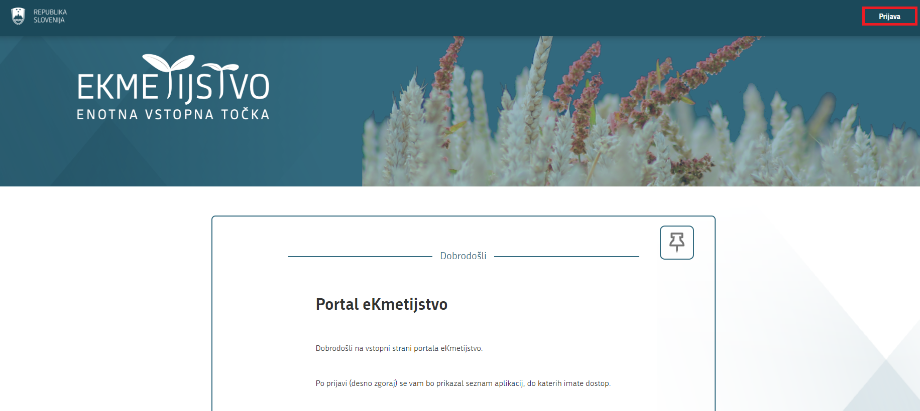 REPUBLIKA
SLOVENIJA
Prijava
EKMETIJSTVO
ENOTNA VSTOPNA TOČKA
Dobrodošli
Portal eKmetijstvo
Dobrodošli na vstopni strani portala eKmetijstvo.
Po prijavi (desno zgoraj) se vam bo prikazal seznam aplikacij, do katerih imate dostop.